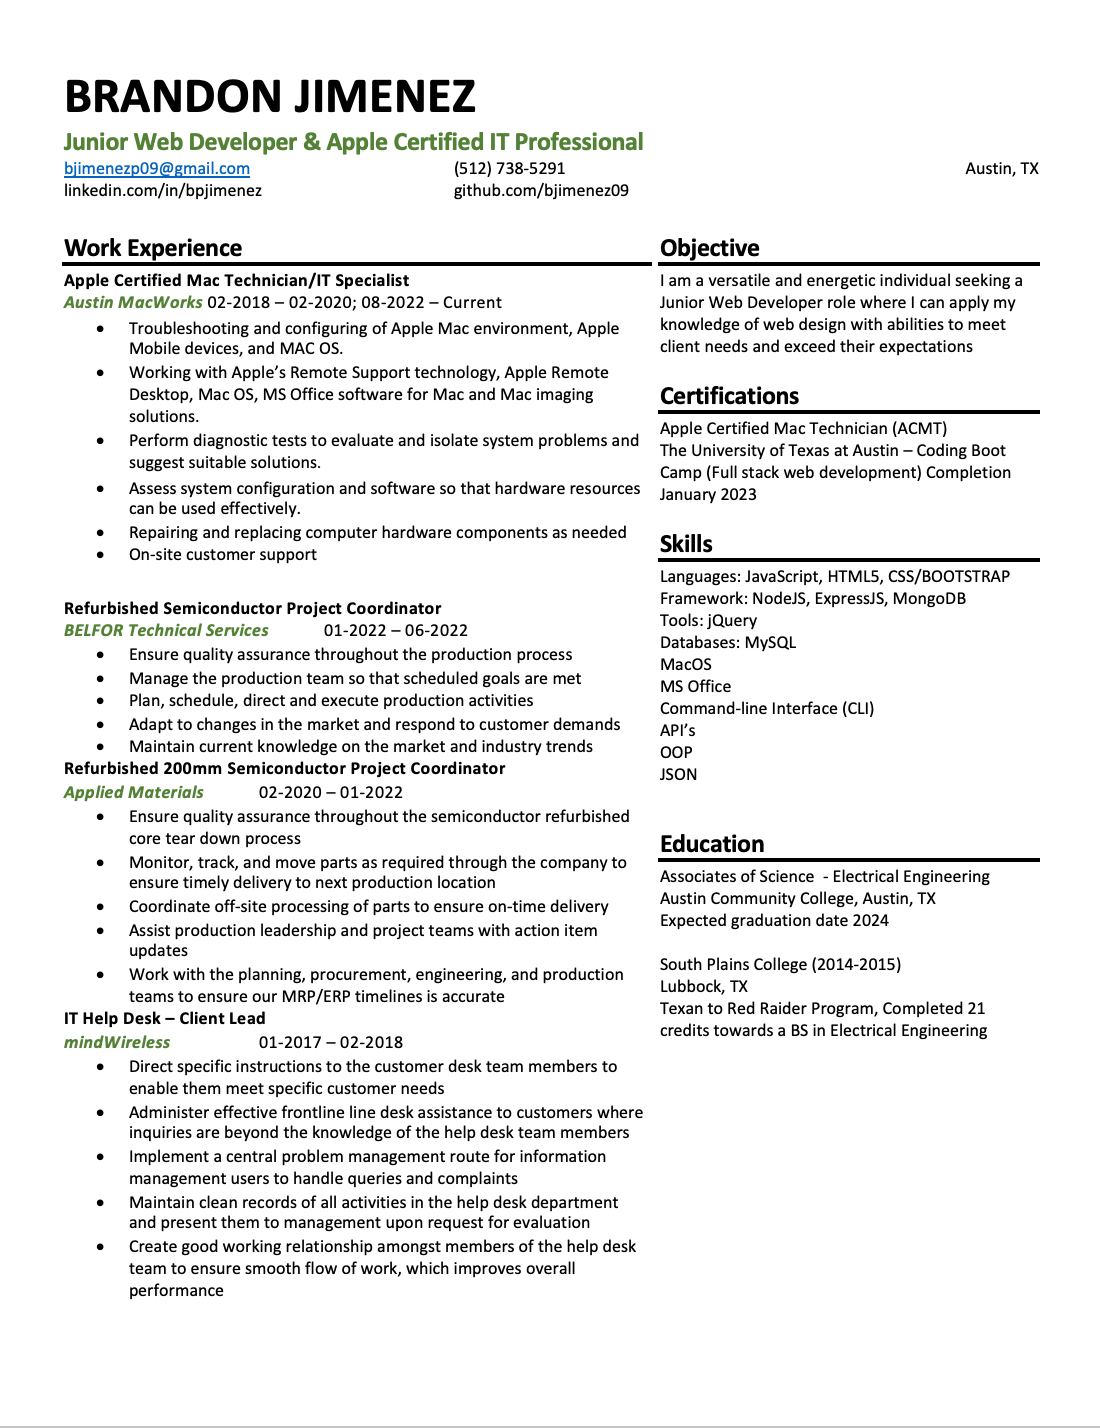 BRANDON JIMENEZ
Junior Web Developer & Apple Certified IT Professional
bjimenezp09@gmail.com (512) 738-5291 Austin, TX
linkedin.com/in/bpjimenez github.com/bjimenez09
Work Experience
Apple Certified Mac Technician/IT Specialist
Austin MacWorks 02-2018 – 02-2020; 08-2022 – Current
• Troubleshooting and configuring of Apple Mac environment, Apple
Mobile devices, and MAC OS.
• Working with Apple’s Remote Support technology, Apple Remote
Desktop, Mac OS, MS Office software for Mac and Mac imaging
solutions.
• Perform diagnostic tests to evaluate and isolate system problems and
suggest suitable solutions.
• Assess system configuration and software so that hardware resources
can be used effectively.
• Repairing and replacing computer hardware components as needed
• On-site customer support
Refurbished Semiconductor Project Coordinator
BELFOR Technical Services 01-2022 – 06-2022
• Ensure quality assurance throughout the production process
• Manage the production team so that scheduled goals are met
• Plan, schedule, direct and execute production activities
• Adapt to changes in the market and respond to customer demands
• Maintain current knowledge on the market and industry trends
Refurbished 200mm Semiconductor Project Coordinator
Applied Materials 02-2020 – 01-2022
• Ensure quality assurance throughout the semiconductor refurbished
core tear down process
• Monitor, track, and move parts as required through the company to
ensure timely delivery to next production location
• Coordinate off-site processing of parts to ensure on-time delivery
• Assist production leadership and project teams with action item
updates
• Work with the planning, procurement, engineering, and production
teams to ensure our MRP/ERP timelines is accurate
IT Help Desk – Client Lead
mindWireless 01-2017 – 02-2018
• Direct specific instructions to the customer desk team members to
enable them meet specific customer needs
• Administer effective frontline line desk assistance to customers where
inquiries are beyond the knowledge of the help desk team members
• Implement a central problem management route for information
management users to handle queries and complaints
• Maintain clean records of all activities in the help desk department
and present them to management upon request for evaluation
• Create good working relationship amongst members of the help desk
team to ensure smooth flow of work, which improves overall
performance
Objective
I am a versatile and energetic individual seeking a
Junior Web Developer role where I can apply my
knowledge of web design with abilities to meet
client needs and exceed their expectations
Certifications
Apple Certified Mac Technician (ACMT)
The University of Texas at Austin – Coding Boot
Camp (Full stack web development) Completion
January 2023
Skills
Languages: JavaScript, HTML5, CSS/BOOTSTRAP
Framework: NodeJS, ExpressJS, MongoDB
Tools: jQuery
Databases: MySQL
MacOS
MS Office
Command-line Interface (CLI)
API’s
OOP
JSON
Education
Associates of Science  - Electrical Engineering
Austin Community College, Austin, TX
Expected graduation date 2024
South Plains College (2014-2015)
Lubbock, TX
Texan to Red Raider Program, Completed 21
credits towards a BS in Electrical Engineering